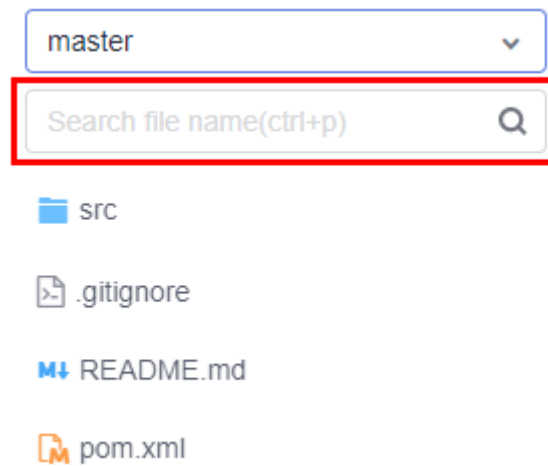 master
Search file name(ctrl+p)
src
.gitignore
M↓ README.md
pom.xml